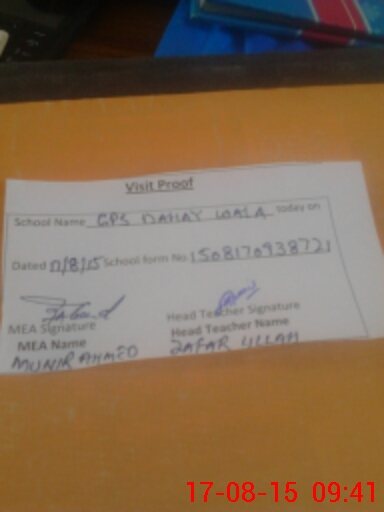 Visit Proof
School Name GPS DAHAY WALA today on
Dated 17/8/15 School form No 1508170938721
MEA Signature Head Teacher Signature
MEA Name Head Teacher Name
MUNIR AHMED ZAFAR ULLAH
17-08-15 09:41